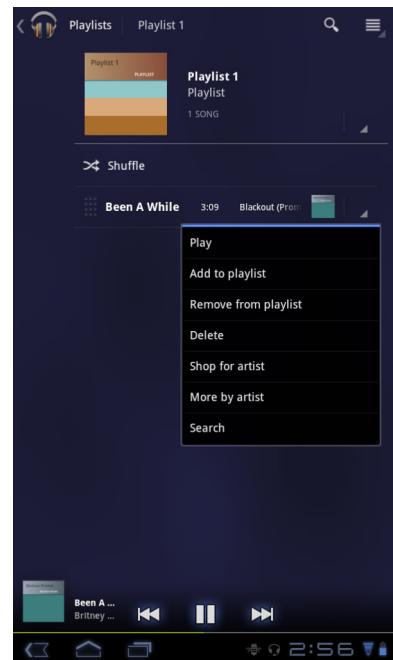 Playlists Playlist 1
Playlist 1
PLAYLIST
Playlist 1
Playlist
1 SONG
Shuffle
Been A While 3:09 Blackout (Prom
Play
Add to playlist
Remove from playlist
Delete
Shop for artist
More by artist
Search
Been A ...
Britney ...
2:56